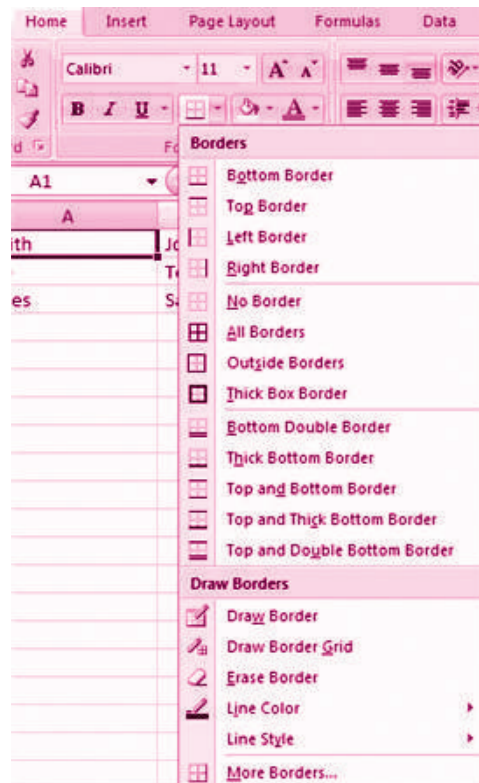 Home Insert Page Layout Formulas Data
Calibri 11 A A
B I U A
d
A1
A
ith
es
Borders
Bottom Border
Top Border
Left Border
Right Border
No Border
All Borders
Outside Borders
Thick Box Border
Bottom Double Border
Thick Bottom Border
Top and Bottom Border
Top and Thick Bottom Border
Top and Double Bottom Border
Draw Borders
Draw Border
Draw Border Grid
Erase Border
Line Color
Line Style
More Borders...